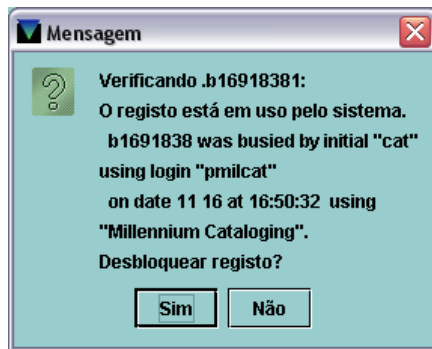 Mensagem
Verificando .b16918381:
O registo está em uso pelo sistema.
b1691838 was busied by initial "cat"
using login "pmilcat"
on date 11 16 at 16:50:32 using
"Millennium Cataloging".
Desbloquear registo?
Sim Não